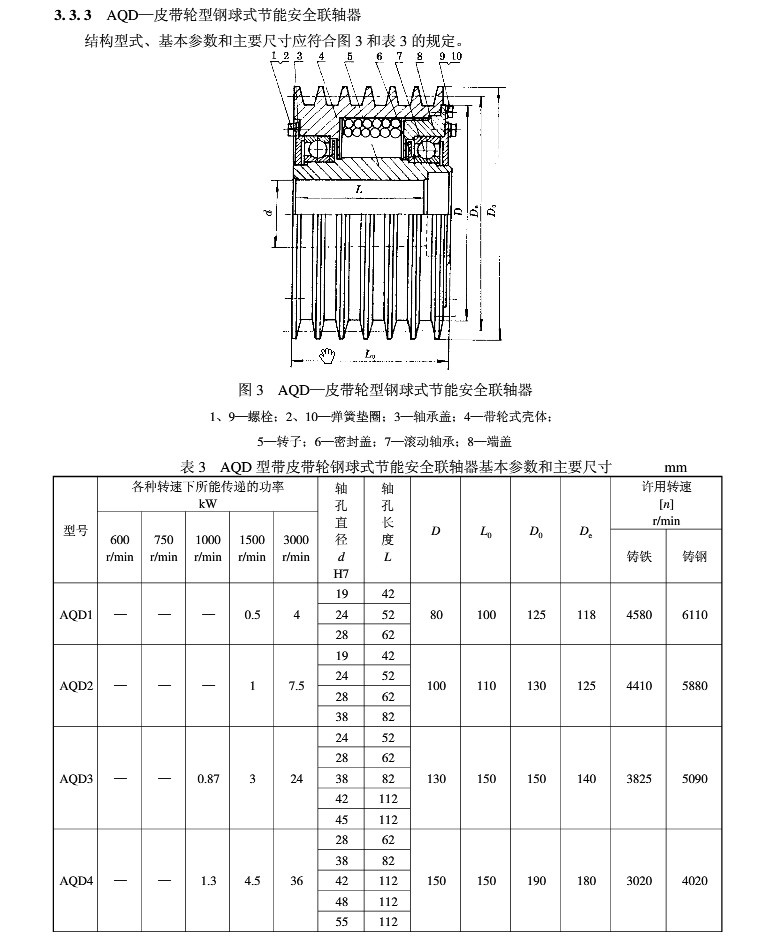 3.3.3 AQD—皮带轮型钢球式节能安全联轴器
结构型式、基本参数和主要尺寸应符合图 3 和表 3 的规定。
1 2 3 4 5 6 7 8 9 10
L
d
D
De
D0
L0
图 3 AQD—皮带轮型钢球式节能安全联轴器
1、9—螺栓；2、10—弹簧垫圈；3—轴承盖；4—带轮式壳体；
5—转子；6—密封盖；7—滚动轴承；8—端盖
表 3 AQD 型带皮带轮钢球式节能安全联轴器基本参数和主要尺寸 mm
型号 各种转速下所能传递的功率 kW 轴孔直径 d H7 轴孔长度 L D L0 D0 De 许用转速 [n] r/min
600 r/min 750 r/min 1000 r/min 1500 r/min 3000 r/min 铸铁 铸钢
19 42
AQD1 — — — 0.5 4 24 52 80 100 125 118 4580 6110
28 62
19 42
24 52
AQD2 — — — 1 7.5 100 110 130 125 4410 5880
28 62
38 82
24 52
28 62
AQD3 — — 0.87 3 24 38 82 130 150 150 140 3825 5090
42 112
45 112
28 62
38 82
AQD4 — — 1.3 4.5 36 42 112 150 150 190 180 3020 4020
48 112
55 112